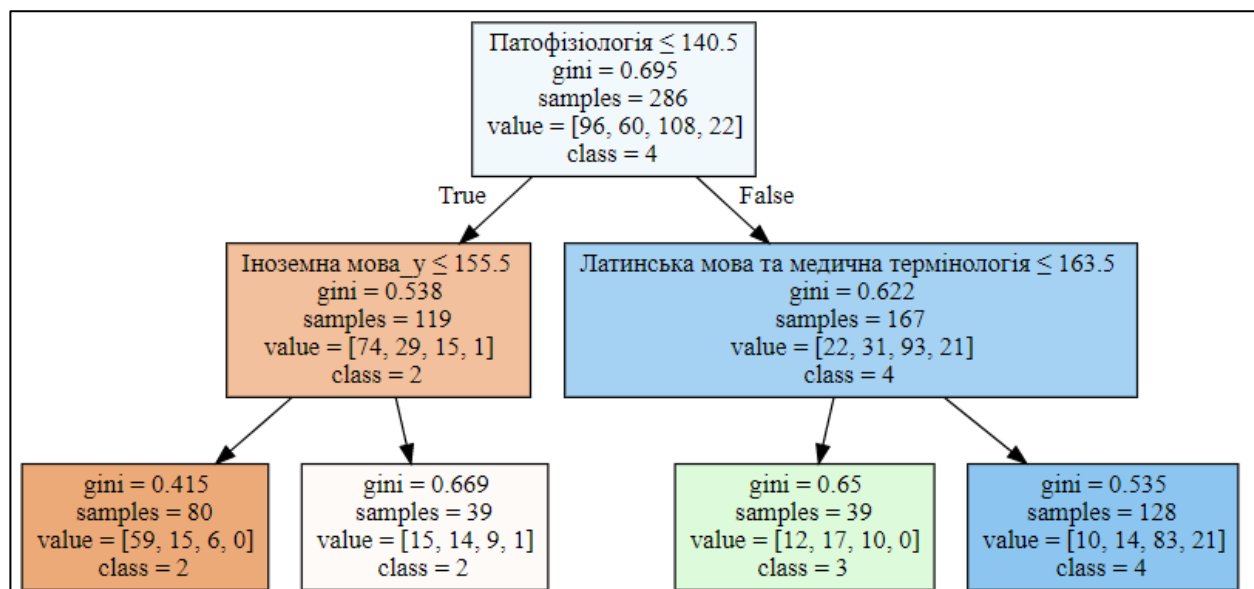 Патофізіологія ≤ 140.5
gini = 0.695
samples = 286
value = [96, 60, 108, 22]
class = 4
True
False
Іноземна мова_y ≤ 155.5
gini = 0.538
samples = 119
value = [74, 29, 15, 1]
class = 2
Латинська мова та медична термінологія ≤ 163.5
gini = 0.622
samples = 167
value = [22, 31, 93, 21]
class = 4
gini = 0.415
samples = 80
value = [59, 15, 6, 0]
class = 2
gini = 0.669
samples = 39
value = [15, 14, 9, 1]
class = 2
gini = 0.65
samples = 39
value = [12, 17, 10, 0]
class = 3
gini = 0.535
samples = 128
value = [10, 14, 83, 21]
class = 4